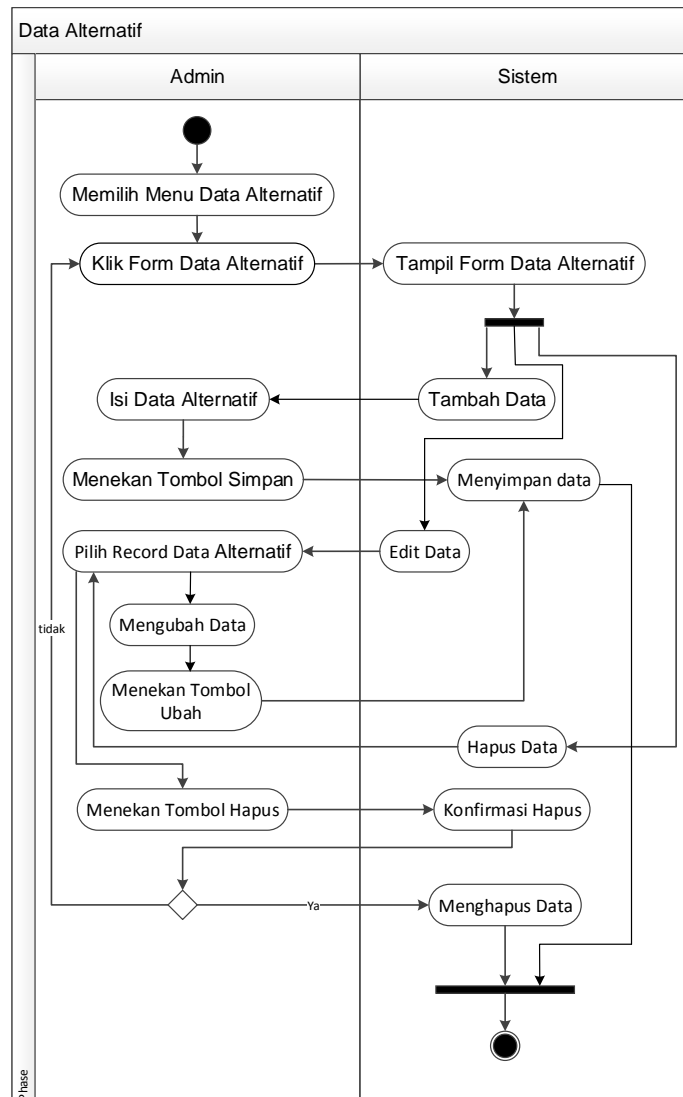 Data Alternatif
Admin
Sistem
Memilih Menu Data Alternatif
Klik Form Data Alternatif
Tampil Form Data Alternatif
Isi Data Alternatif
Tambah Data
Menekan Tombol Simpan
Menyimpan data
Pilih Record Data Alternatif
Edit Data
tidak
Mengubah Data
Menekan Tombol
Ubah
Hapus Data
Menekan Tombol Hapus
Konfirmasi Hapus
Ya
Menghapus Data
Phase